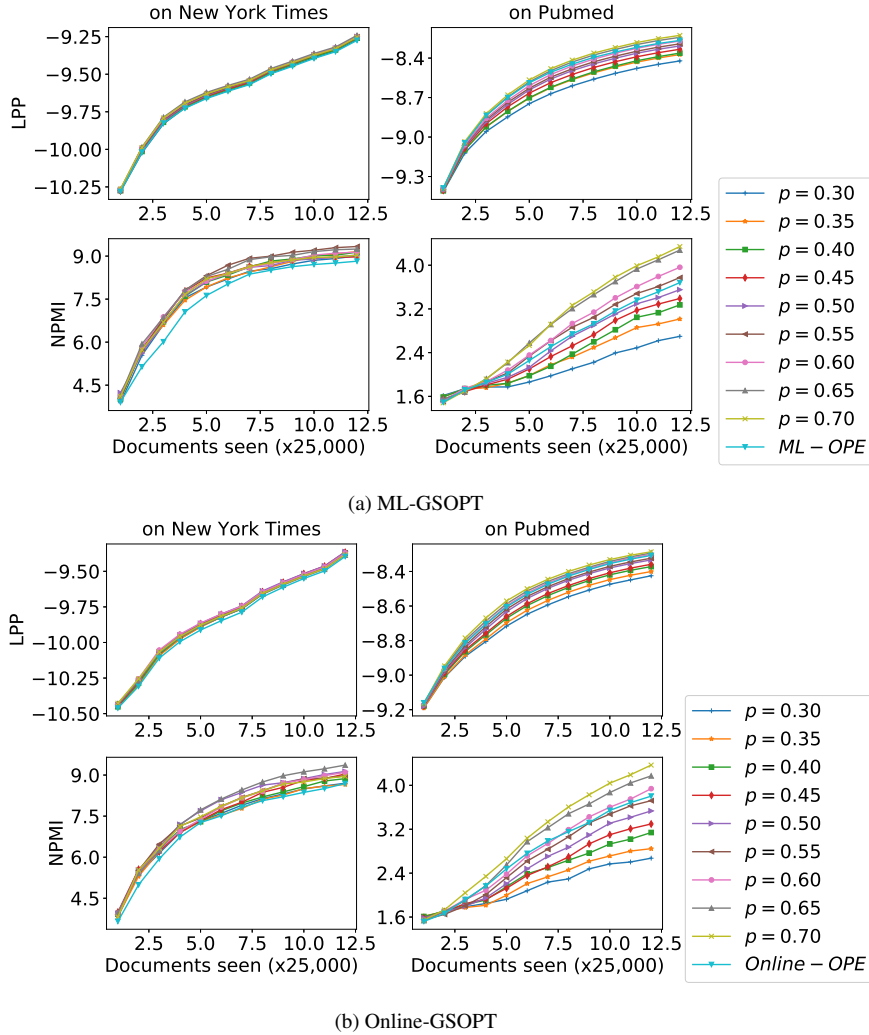 on New York Times
on Pubmed
LPP
−9.25
−9.50
−9.75
−10.00
−10.25
2.5 5.0 7.5 10.0 12.5
−8.4
−8.7
−9.0
−9.3
2.5 5.0 7.5 10.0 12.5
NPMI
9.0
7.5
6.0
4.5
2.5 5.0 7.5 10.0 12.5
Documents seen (x25,000)
4.0
3.2
2.4
1.6
2.5 5.0 7.5 10.0 12.5
Documents seen (x25,000)
p = 0.30
p = 0.35
p = 0.40
p = 0.45
p = 0.50
p = 0.55
p = 0.60
p = 0.65
p = 0.70
ML − OPE
(a) ML-GSOPT
on New York Times
on Pubmed
LPP
−9.50
−9.75
−10.00
−10.25
−10.50
2.5 5.0 7.5 10.0 12.5
−8.4
−8.6
−8.8
−9.0
−9.2
2.5 5.0 7.5 10.0 12.5
NPMI
9.0
7.5
6.0
4.5
2.5 5.0 7.5 10.0 12.5
Documents seen (x25,000)
4.0
3.2
2.4
1.6
2.5 5.0 7.5 10.0 12.5
Documents seen (x25,000)
p = 0.30
p = 0.35
p = 0.40
p = 0.45
p = 0.50
p = 0.55
p = 0.60
p = 0.65
p = 0.70
Online − OPE
(b) Online-GSOPT